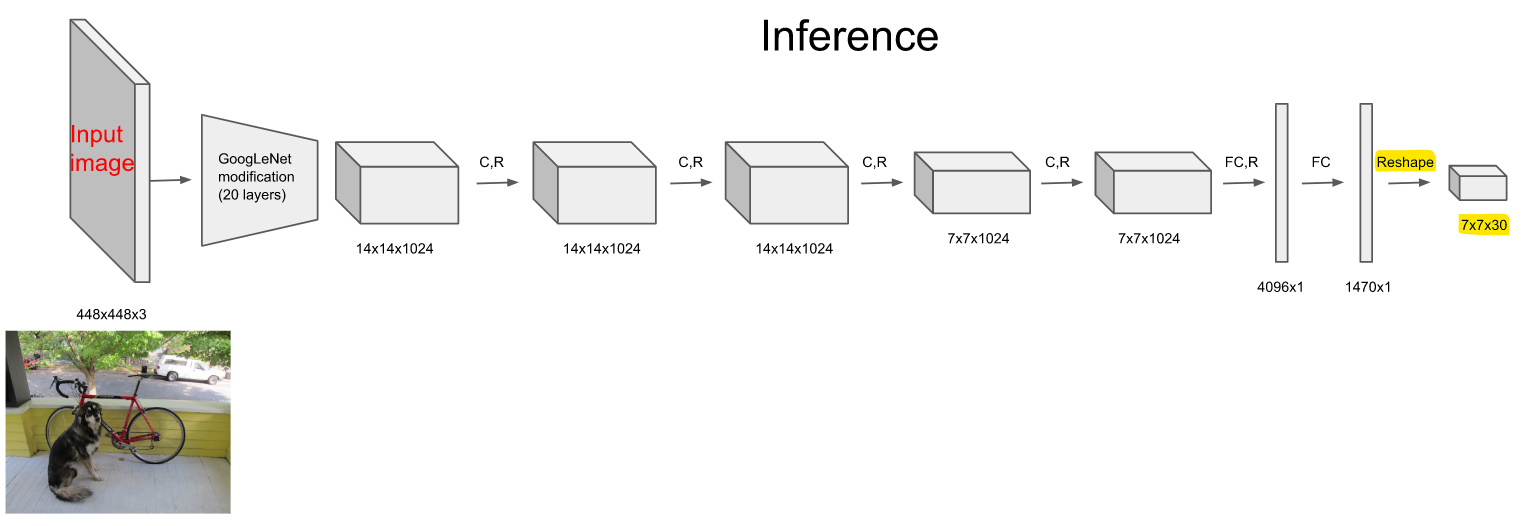 Inference
Input
image
GoogLeNet
modification
(20 layers)
C,R
C,R
C,R
C,R
FC,R
FC
Reshape
448x448x3
14x14x1024
14x14x1024
14x14x1024
7x7x1024
7x7x1024
4096x1
1470x1
7x7x30